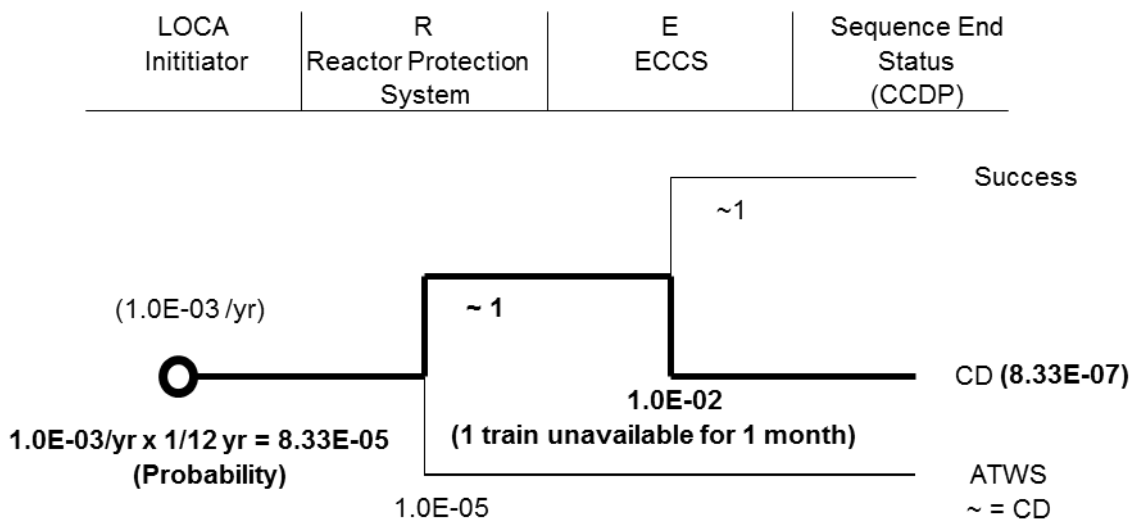 LOCA
Inititiator
R
Reactor Protection
System
E
ECCS
Sequence End
Status
(CCDP)
Success
~1
(1.0E-03 /yr)
~ 1
CD (8.33E-07)
1.0E-02
1.0E-03/yr x 1/12 yr = 8.33E-05
(Probability)
(1 train unavailable for 1 month)
ATWS
~ = CD
1.0E-05